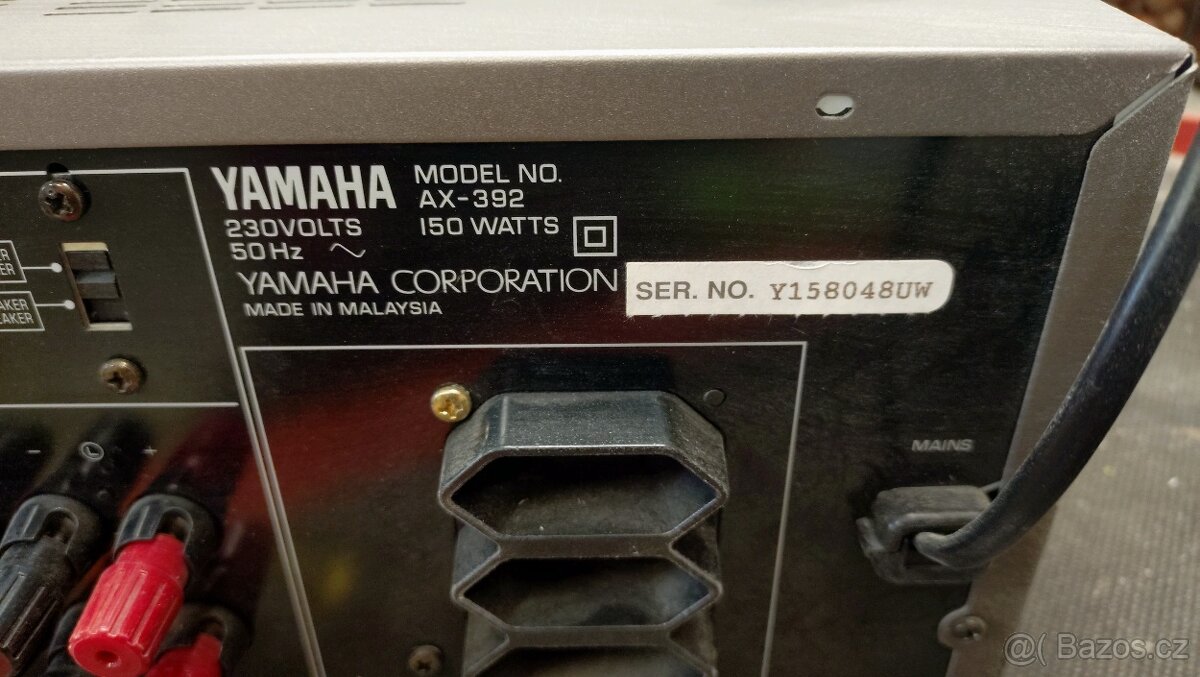 YAMAHA
MODEL NO.
AX-392
230VOLTS
150 WATTS
50Hz ~
YAMAHA CORPORATION
SER. NO. Y158048UW
MADE IN MALAYSIA
MAINS
- +
@( Bazos.cz